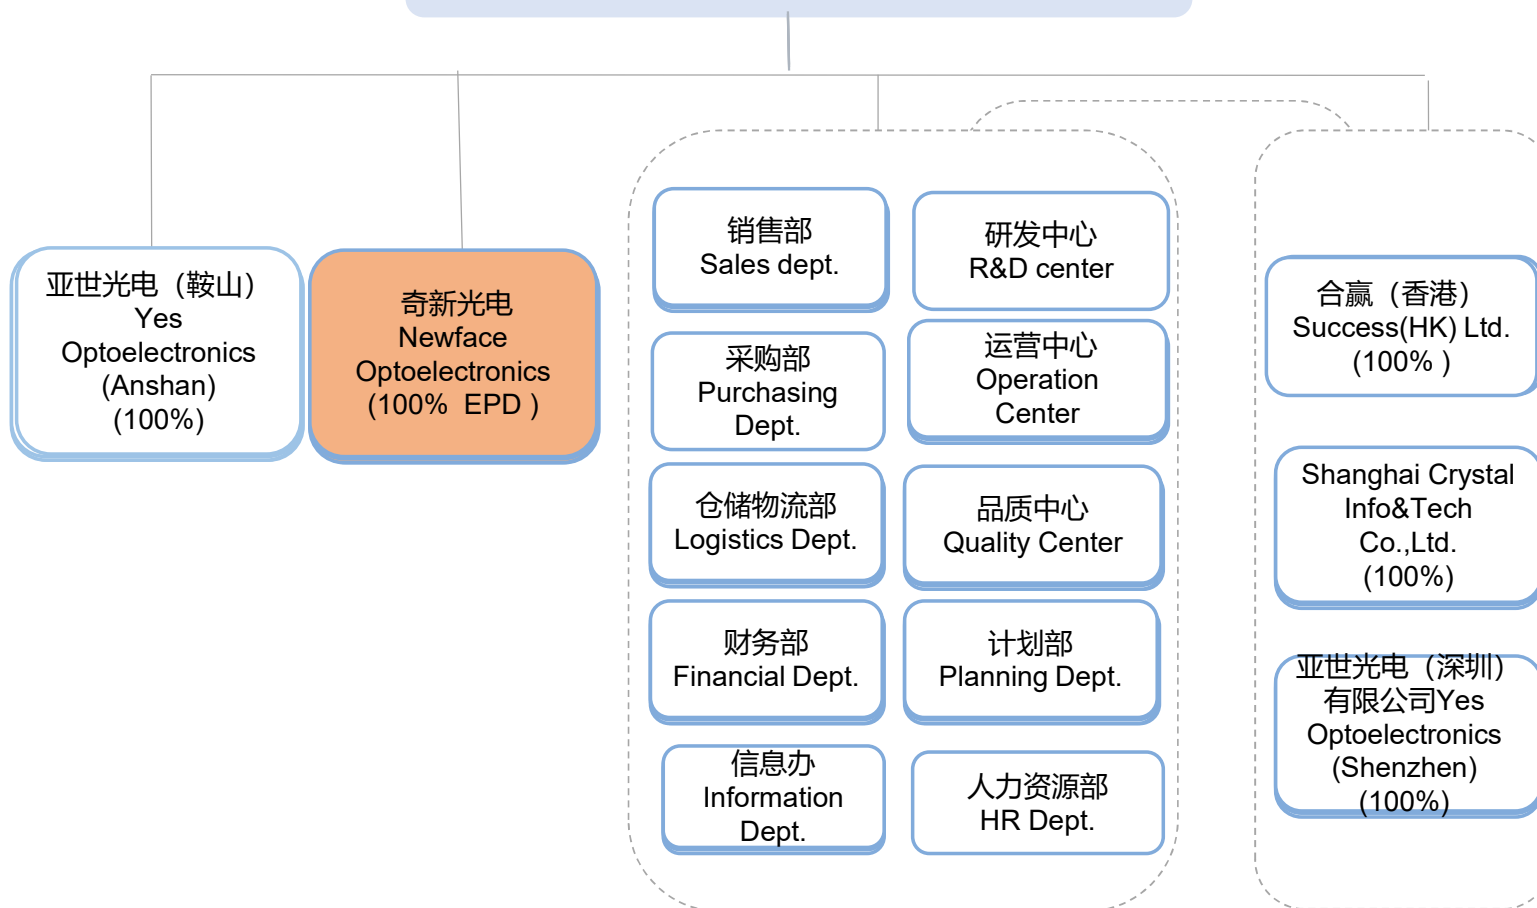 亚世光电（鞍山）
Yes
Optoelectronics
(Anshan)
(100%)
奇新光电
Newface
Optoelectronics
(100%  EPD )
销售部
Sales dept.
研发中心
R&D center
采购部
Purchasing
Dept.
运营中心
Operation
Center
仓储物流部
Logistics Dept.
品质中心
Quality Center
财务部
Financial Dept.
计划部
Planning Dept.
信息办
Information
Dept.
人力资源部
HR Dept.
合赢（香港）
Success(HK) Ltd.
(100% )
Shanghai Crystal
Info&Tech
Co.,Ltd.
(100%)
亚世光电（深圳）
有限公司Yes
Optoelectronics
(Shenzhen)
(100%)